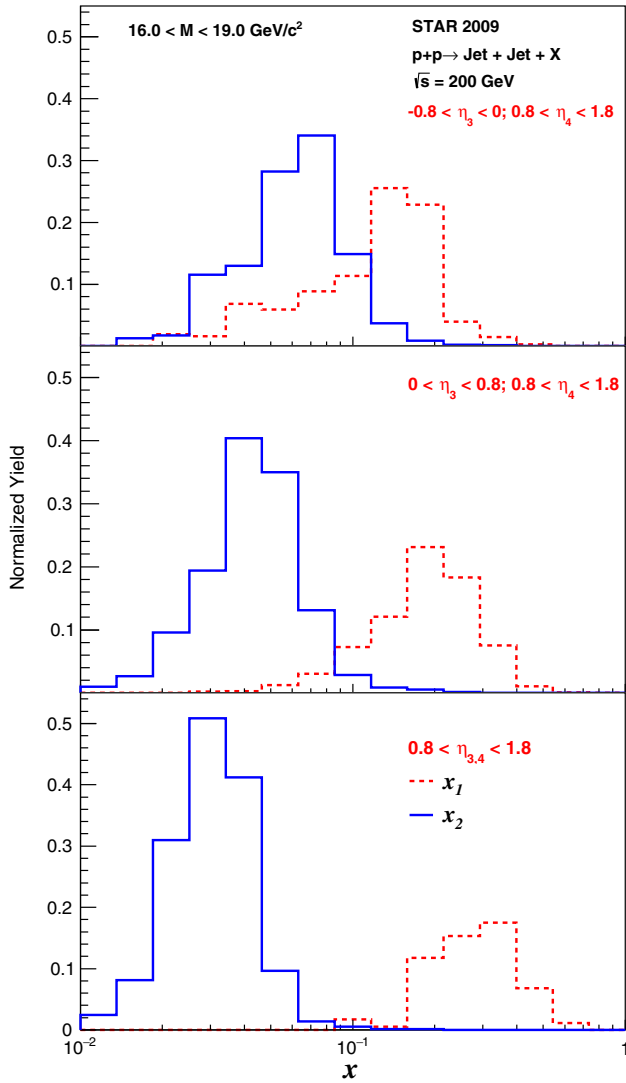 16.0 < M < 19.0 GeV/c²
STAR 2009
p+p→ Jet + Jet + X
√s = 200 GeV
-0.8 < η₃ < 0; 0.8 < η₄ < 1.8
0.5
0.4
0.3
0.2
0.1
0 < η₃ < 0.8; 0.8 < η₄ < 1.8
0.5
0.4
0.3
0.2
0.1
Normalized Yield
0.8 < η₃.₄ < 1.8
x₁
x₂
0.5
0.4
0.3
0.2
0.1
0
10⁻² 10⁻¹ 1
x